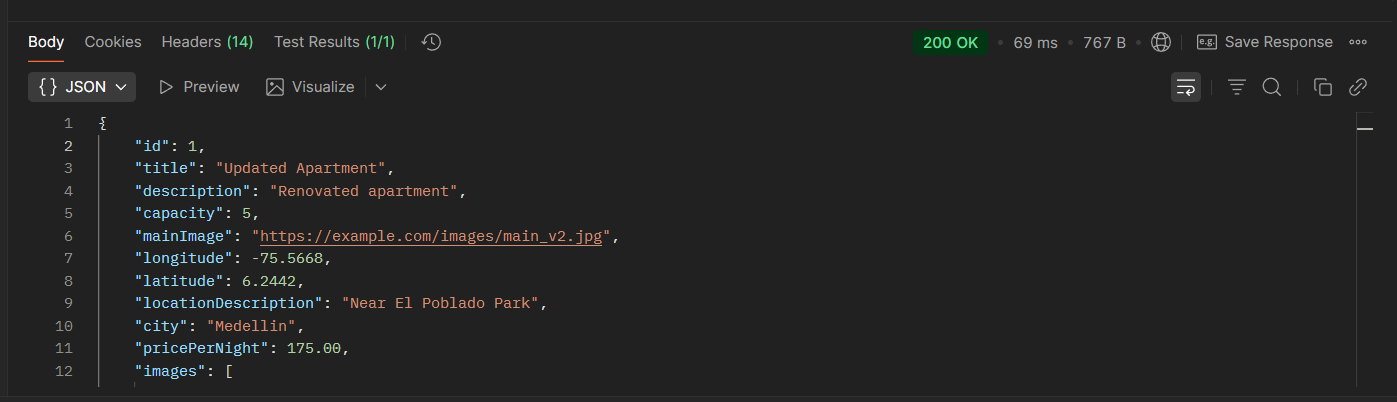 Body Cookies Headers (14) Test Results (1/1) 200 OK • 69 ms • 767 B • e.g. Save Response
{} JSON Preview Visualize
1 {
2 "id": 1,
3 "title": "Updated Apartment",
4 "description": "Renovated apartment",
5 "capacity": 5,
6 "mainImage": "https://example.com/images/main_v2.jpg",
7 "longitude": -75.5668,
8 "latitude": 6.2442,
9 "locationDescription": "Near El Poblado Park",
10 "city": "Medellin",
11 "pricePerNight": 175.00,
12 "images": [